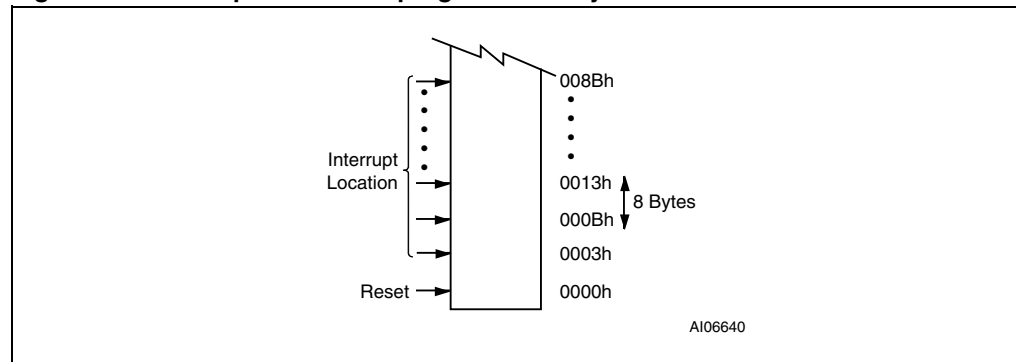 008Bh
Interrupt
Location
0013h
8 Bytes
000Bh
0003h
Reset
0000h
AI06640